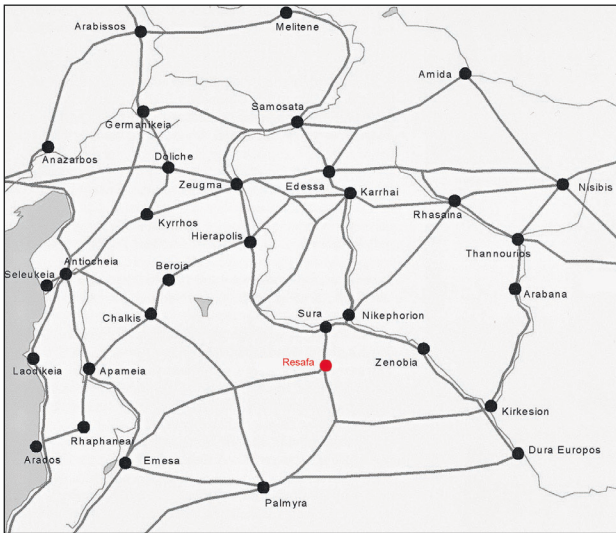 Arabissos
Melitene
Amida
Samosata
Germanikeia
Anazarbos
Doliche
Zeugma
Edessa
Karrhai
Nisibis
Rhasaina
Kyrrhos
Hierapolis
Thannourios
Antiocheia
Beroia
Seleukeia
Arabana
Chalkis
Sura
Nikephorion
Resafa
Zenobia
Laodikeia
Apameia
Kirkesion
Rhaphaneai
Arados
Emesa
Dura Europos
Palmyra